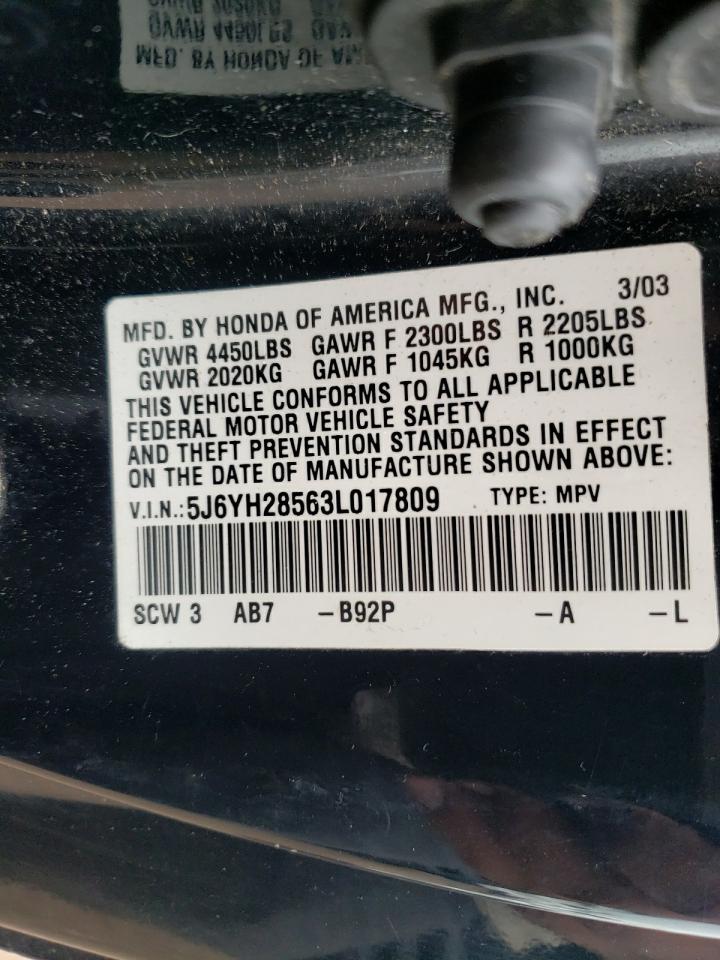 MFD. BY HONDA OF AMERICA MFG., INC. 3/03
GVWR 4450LBS GAWR F 2300LBS R 2205LBS
GVWR 2020KG GAWR F 1045KG R 1000KG
THIS VEHICLE CONFORMS TO ALL APPLICABLE
FEDERAL MOTOR VEHICLE SAFETY
AND THEFT PREVENTION STANDARDS IN EFFECT
ON THE DATE OF MANUFACTURE SHOWN ABOVE:
V.I.N.:5J6YH28563L017809 TYPE: MPV
SCW 3 AB7 -B92P -A -L